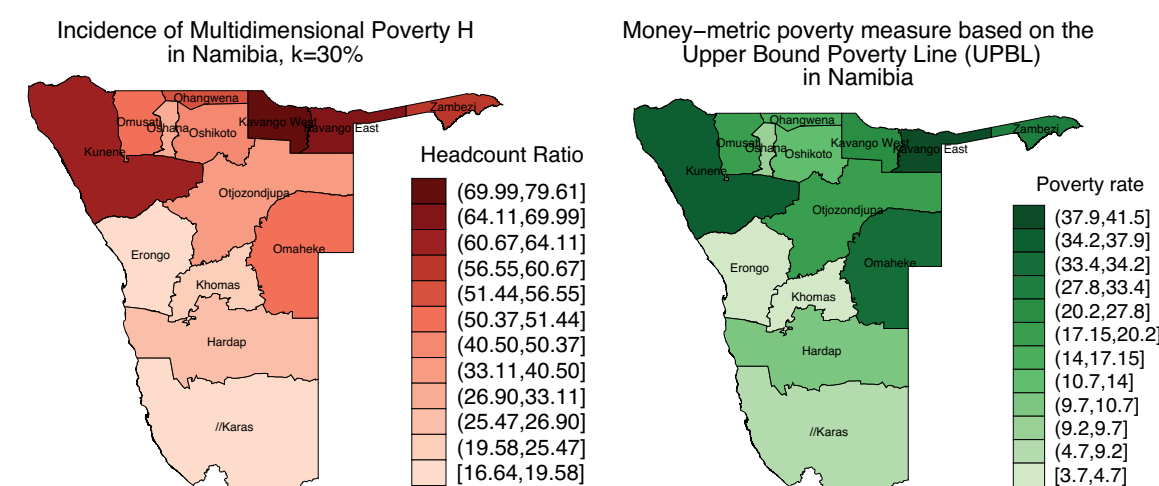 Incidence of Multidimensional Poverty H
in Namibia, k=30%
Ohangwena
Zambezi
Omusati
Oshana
Oshikoto
Kavango West
Kavango East
Kunene
Otjozondjupa
Omaheke
Erongo
Khomas
Hardap
//Karas
Headcount Ratio
(69.99,79.61]
(64.11,69.99]
(60.67,64.11]
(56.55,60.67]
(51.44,56.55]
(50.37,51.44]
(40.50,50.37]
(33.11,40.50]
(26.90,33.11]
(25.47,26.90]
(19.58,25.47]
[16.64,19.58]
Money−metric poverty measure based on the
Upper Bound Poverty Line (UPBL)
in Namibia
Ohangwena
Zambezi
Omusati
Oshana
Oshikoto
Kavango West
Kavango East
Kunene
Otjozondjupa
Omaheke
Erongo
Khomas
Hardap
//Karas
Poverty rate
(37.9,41.5]
(34.2,37.9]
(33.4,34.2]
(27.8,33.4]
(20.2,27.8]
(17.15,20.2]
(14,17.15]
(10.7,14]
(9.7,10.7]
(9.2,9.7]
(4.7,9.2]
[3.7,4.7]